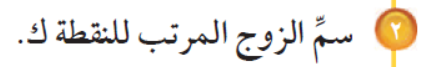 ٢ سمِّ الزوج المرتب للنقطة ك.